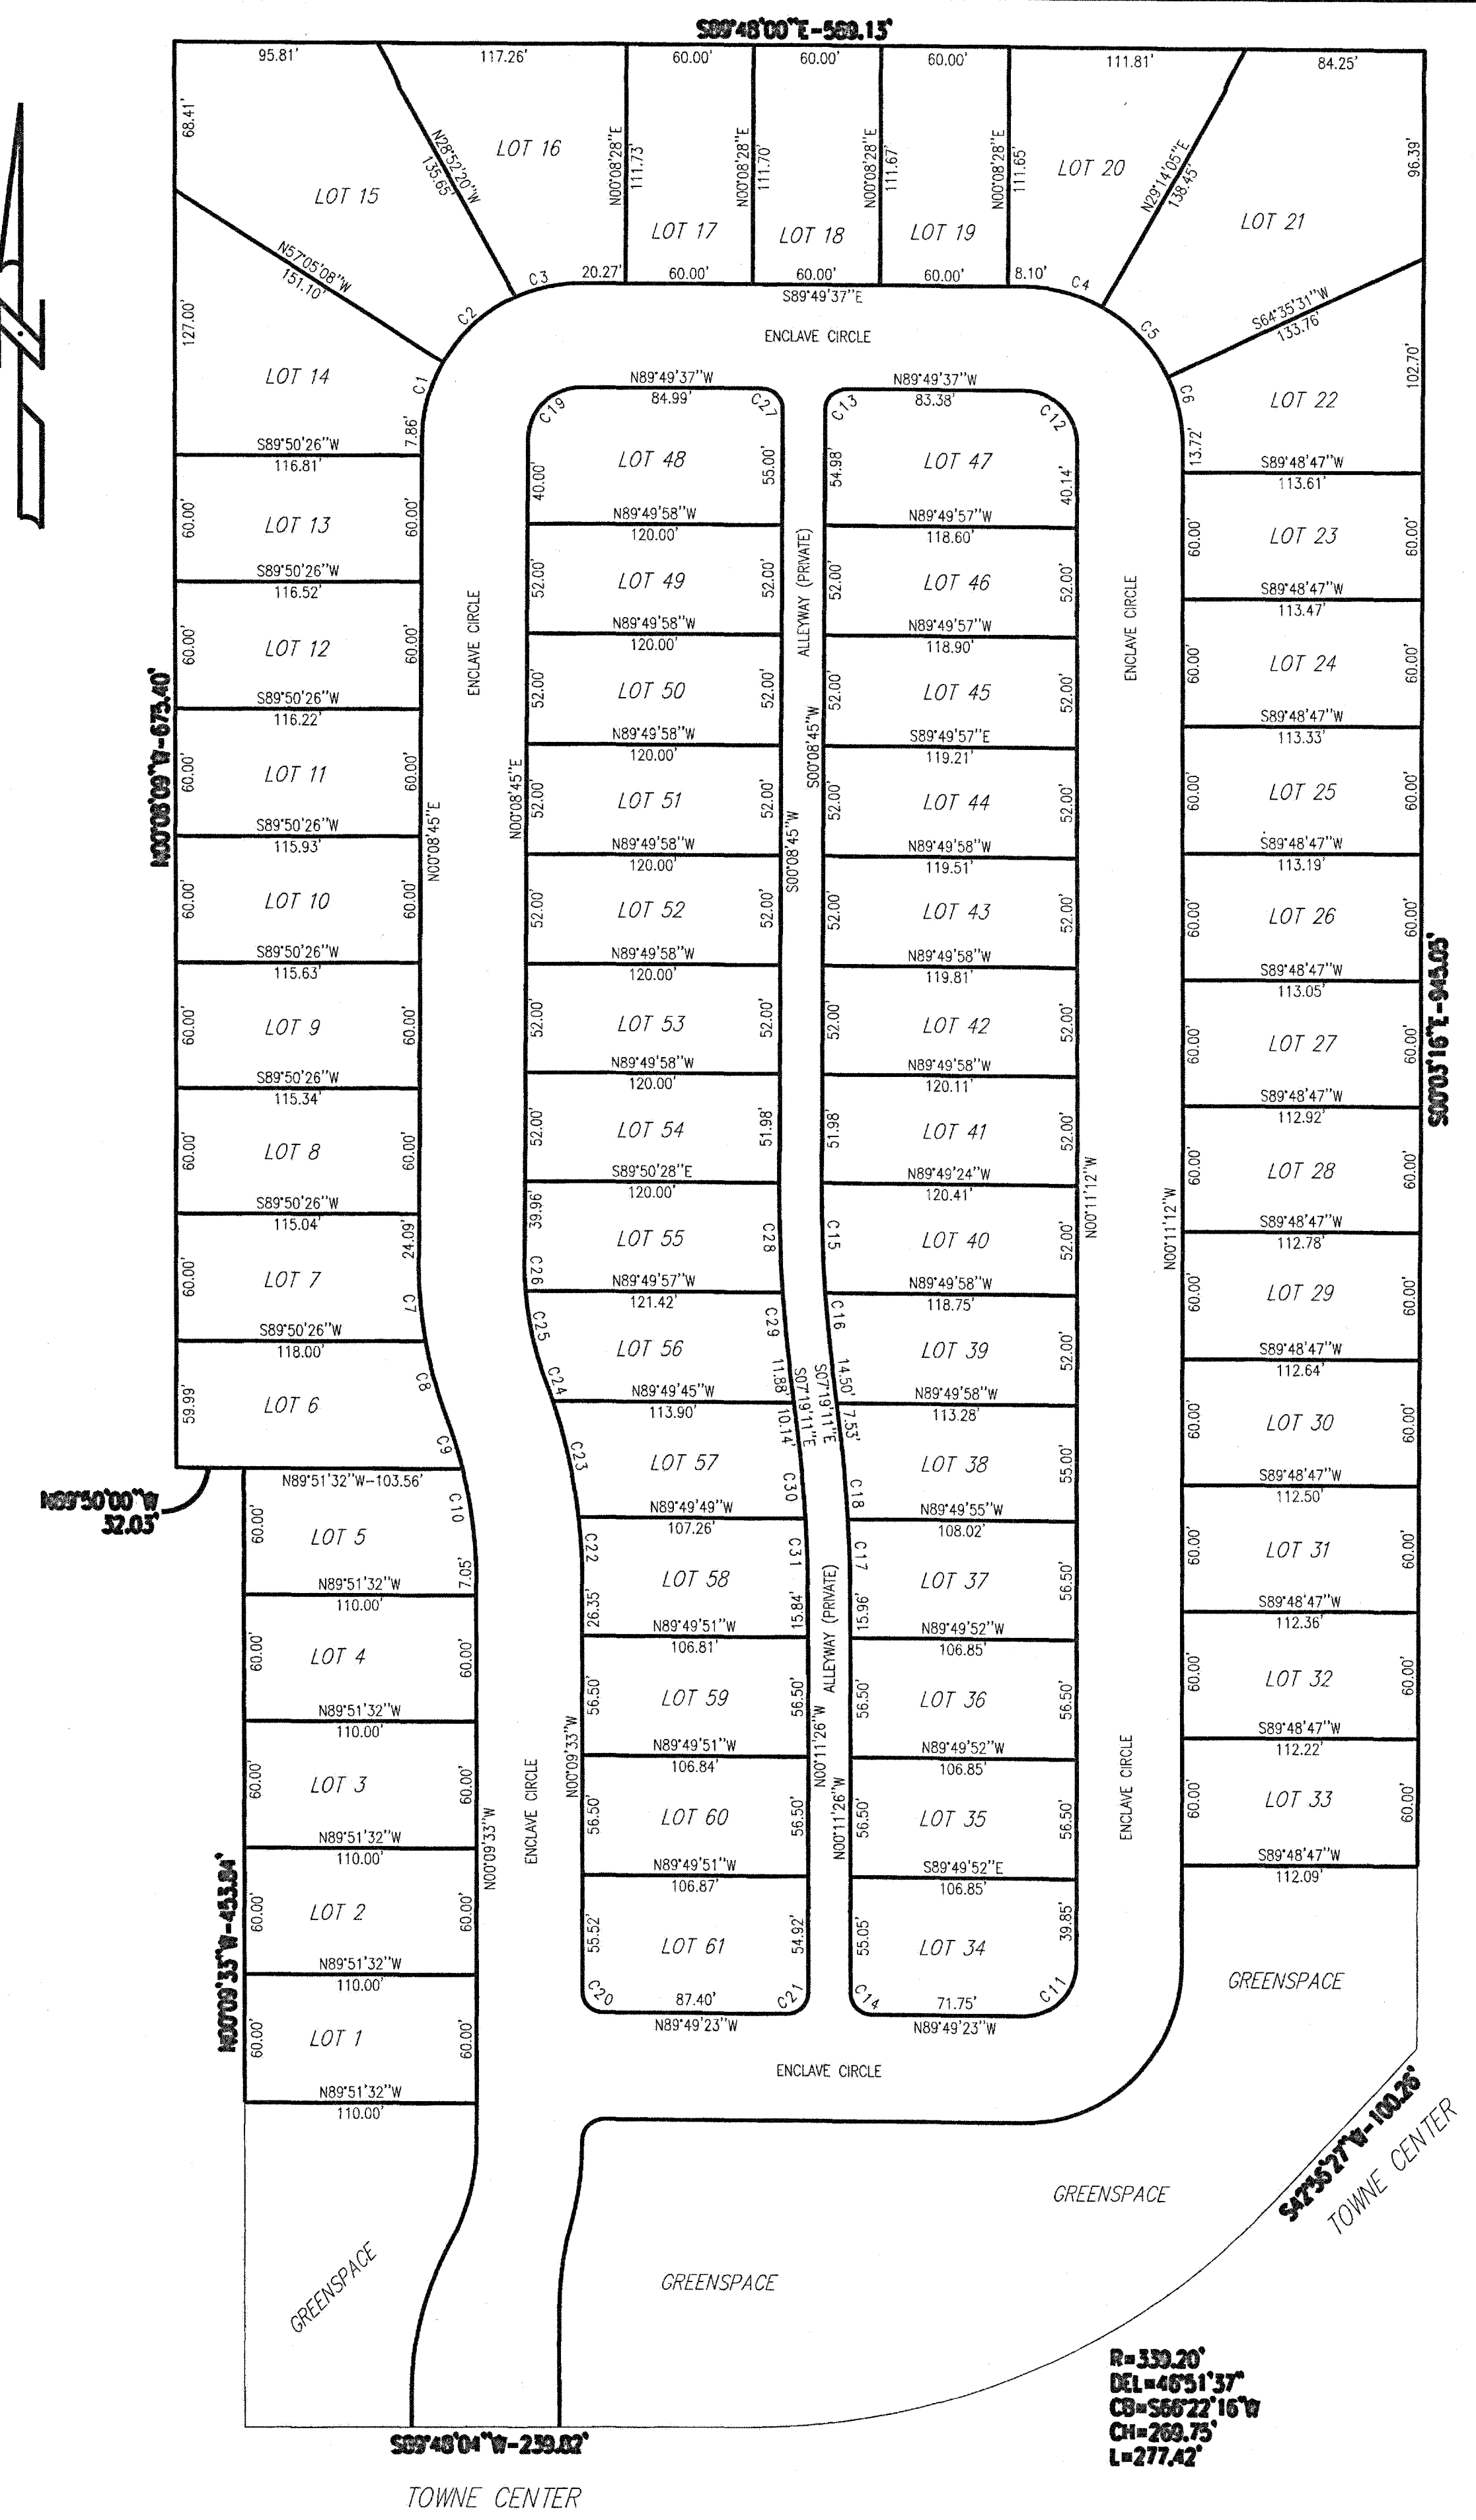 S89°48'00"E-589.13'
95.81'
117.26'
60.00'
60.00'
60.00'
111.81'
84.25'
68.41'
LOT 15
N28°52'20"W
135.65'
LOT 16
N00°08'28"E
111.73'
LOT 17
N00°08'28"E
111.70'
LOT 18
N00°08'28"E
111.67'
LOT 19
N00°08'28"E
111.65'
LOT 20
N29°14'05"E
138.45'
LOT 21
96.39'
N57°05'08"W
151.10'
C2
C3
20.27'
60.00'
60.00'
60.00'
8.10'
C4
C5
S89°49'37"E
ENCLAVE CIRCLE
S64°35'31"W
133.76'
127.00'
LOT 14
C1
7.86'
S89°50'26"W
116.81'
60.00'
LOT 13
60.00'
S89°50'26"W
116.52'
60.00'
LOT 12
60.00'
S89°50'26"W
116.22'
60.00'
LOT 11
60.00'
S89°50'26"W
115.93'
60.00'
LOT 10
60.00'
S89°50'26"W
115.63'
60.00'
LOT 9
60.00'
S89°50'26"W
115.34'
60.00'
LOT 8
60.00'
S89°50'26"W
115.04'
60.00'
LOT 7
24.09'
C7
S89°50'26"W
118.00'
59.99'
LOT 6
C8
C9
N00°08'09"W-675.40'
N00°08'45"E
ENCLAVE CIRCLE
N00°08'45"E
N89°50'00"W
32.03'
N89°51'32"W-103.56'
C10
60.00'
LOT 5
7.05'
N89°51'32"W
110.00'
60.00'
LOT 4
60.00'
N89°51'32"W
110.00'
60.00'
LOT 3
60.00'
N89°51'32"W
110.00'
60.00'
LOT 2
60.00'
N89°51'32"W
110.00'
60.00'
LOT 1
60.00'
N89°51'32"W
110.00'
N00°09'33"W-453.84'
N00°09'33"W
ENCLAVE CIRCLE
N00°09'33"W
GREENSPACE
N89°49'37"W
84.99'
C19
C27
40.00'
LOT 48
55.00'
N89°49'58"W
120.00'
52.00'
LOT 49
52.00'
N89°49'58"W
120.00'
52.00'
LOT 50
52.00'
N89°49'58"W
120.00'
52.00'
LOT 51
52.00'
N89°49'58"W
120.00'
52.00'
LOT 52
52.00'
N89°49'58"W
120.00'
52.00'
LOT 53
52.00'
N89°49'58"W
120.00'
52.00'
LOT 54
51.98'
S89°50'28"E
120.00'
39.96'
C26
LOT 55
C28
N89°49'57"W
121.42'
C25
C24
LOT 56
C29
11.88'
N89°49'45"W
113.90'
C23
LOT 57
10.14'
S07°19'11"E
C30
N89°49'49"W
107.26'
C22
26.35'
LOT 58
C31
15.84'
N89°49'51"W
106.81'
56.50'
LOT 59
56.50'
N89°49'51"W
106.84'
56.50'
LOT 60
56.50'
N89°49'51"W
106.87'
55.52'
LOT 61
54.92'
C20
87.40'
C21
N89°49'23"W
ALLEYWAY (PRIVATE)
S00°08'45"W
S00°08'45"W
ALLEYWAY (PRIVATE)
N00°11'26"W
N00°11'26"W
N89°49'37"W
83.38'
C13
C12
54.98'
LOT 47
40.14'
N89°49'57"W
118.60'
52.00'
LOT 46
52.00'
N89°49'57"W
118.90'
52.00'
LOT 45
52.00'
S89°49'57"E
119.21'
52.00'
LOT 44
52.00'
N89°49'58"W
119.51'
52.00'
LOT 43
52.00'
N89°49'58"W
119.81'
52.00'
LOT 42
52.00'
N89°49'58"W
120.11'
51.98'
LOT 41
52.00'
N89°49'24"W
120.41'
C15
LOT 40
52.00'
N89°49'58"W
118.75'
C16
14.50'
LOT 39
52.00'
N89°49'58"W
113.28'
S07°19'11"E
7.53'
C18
LOT 38
55.00'
N89°49'55"W
108.02'
C17
15.96'
LOT 37
56.50'
N89°49'52"W
106.85'
56.50'
LOT 36
56.50'
N89°49'52"W
106.85'
56.50'
LOT 35
56.50'
S89°49'52"E
106.85'
55.05'
LOT 34
39.85'
C14
71.75'
C11
N89°49'23"W
ENCLAVE CIRCLE
N00°11'12"W
ENCLAVE CIRCLE
N00°11'12"W
ENCLAVE CIRCLE
C6
13.72'
LOT 22
102.70'
S89°48'47"W
113.61'
60.00'
LOT 23
60.00'
S89°48'47"W
113.47'
60.00'
LOT 24
60.00'
S89°48'47"W
113.33'
60.00'
LOT 25
60.00'
S89°48'47"W
113.19'
60.00'
LOT 26
60.00'
S89°48'47"W
113.05'
60.00'
LOT 27
60.00'
S89°48'47"W
112.92'
60.00'
LOT 28
60.00'
S89°48'47"W
112.78'
60.00'
LOT 29
60.00'
S89°48'47"W
112.64'
60.00'
LOT 30
60.00'
S89°48'47"W
112.50'
60.00'
LOT 31
60.00'
S89°48'47"W
112.36'
60.00'
LOT 32
60.00'
S89°48'47"W
112.22'
60.00'
LOT 33
60.00'
S89°48'47"W
112.09'
S00°03'16"E-945.05'
GREENSPACE
GREENSPACE
GREENSPACE
S42°56'27"W-100.26'
TOWNE CENTER
R=339.20'
DEL=46°51'37"
CB=S66°22'16"W
CH=269.75'
L=277.42'
S89°48'04"W-239.82'
TOWNE CENTER